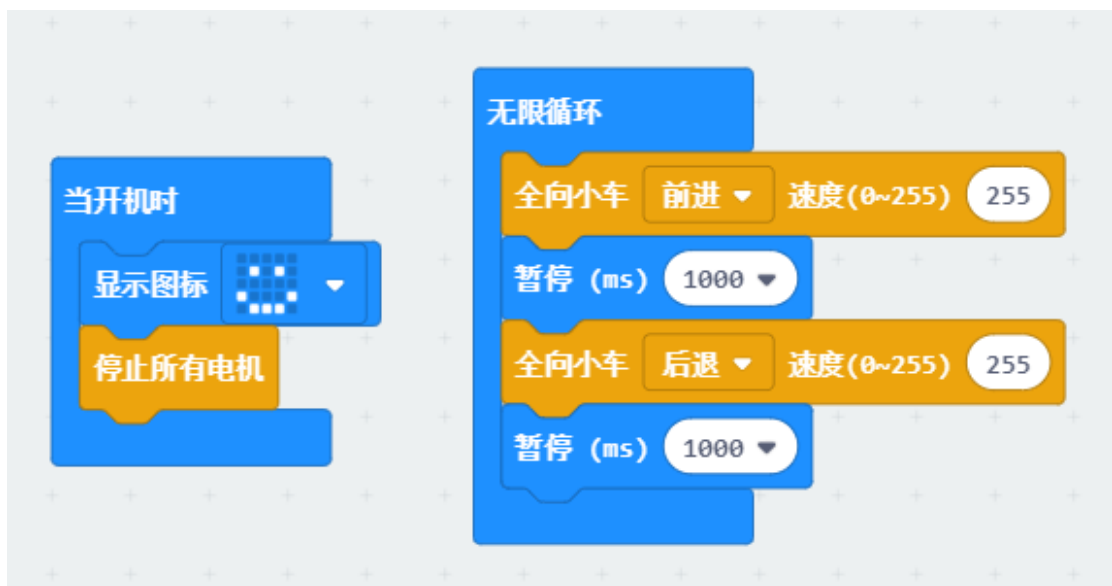 当开机时
显示图标
停止所有电机
无限循环
全向小车 前进 速度(0~255) 255
暂停 (ms) 1000
全向小车 后退 速度(0~255) 255
暂停 (ms) 1000